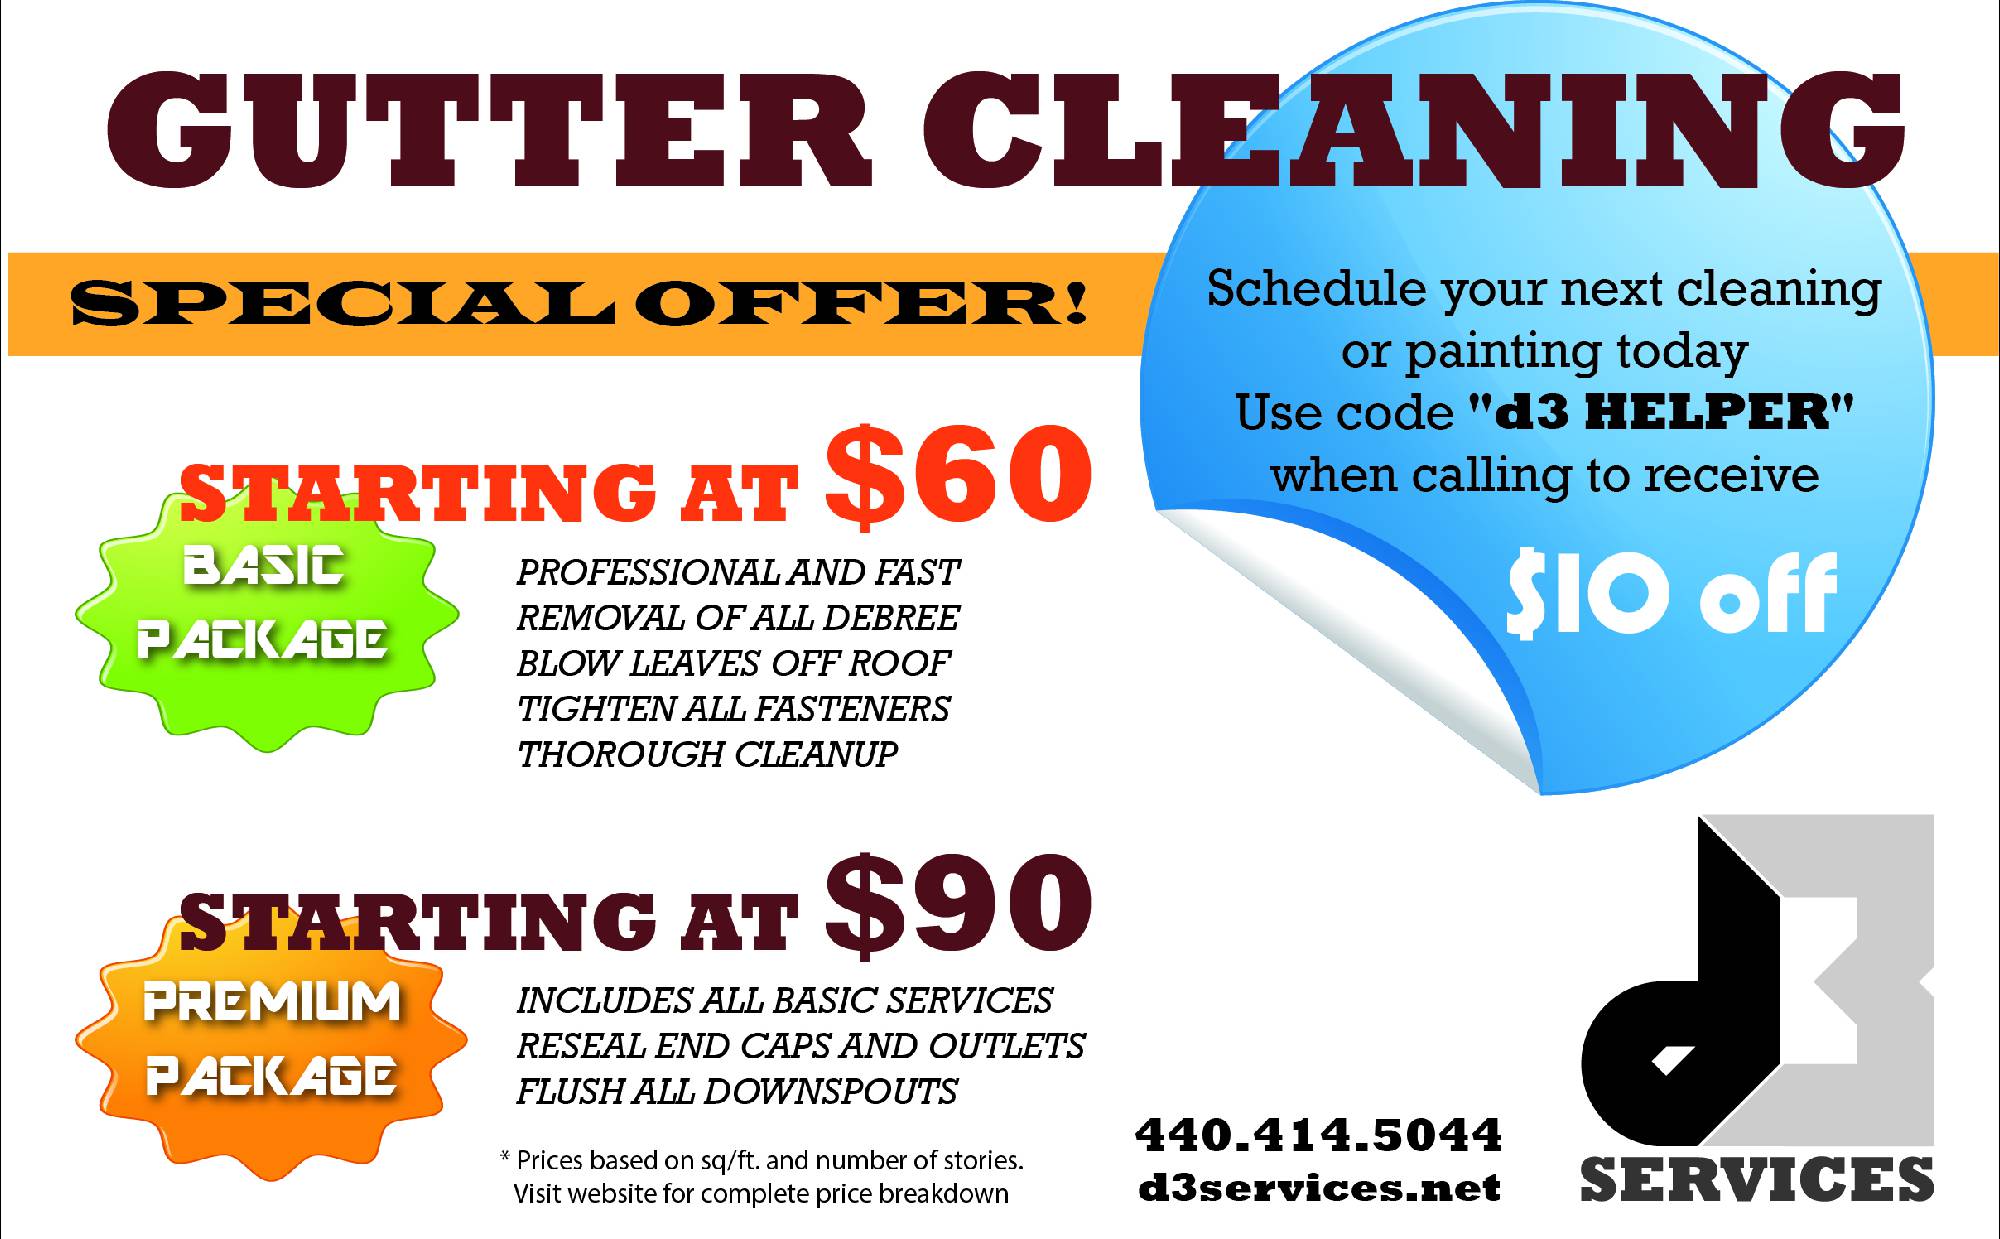 GUTTER CLEANING
SPECIAL OFFER!
Schedule your next cleaning
or painting today
Use code "d3 HELPER"
when calling to receive
$10 off
STARTING AT $60
BASIC
PACKAGE
PROFESSIONAL AND FAST
REMOVAL OF ALL DEBREE
BLOW LEAVES OFF ROOF
TIGHTEN ALL FASTENERS
THOROUGH CLEANUP
STARTING AT $90
PREMIUM
PACKAGE
INCLUDES ALL BASIC SERVICES
RESEAL END CAPS AND OUTLETS
FLUSH ALL DOWNSPOUTS
* Prices based on sq/ft. and number of stories.
Visit website for complete price breakdown
440.414.5044
d3services.net
d3
SERVICES